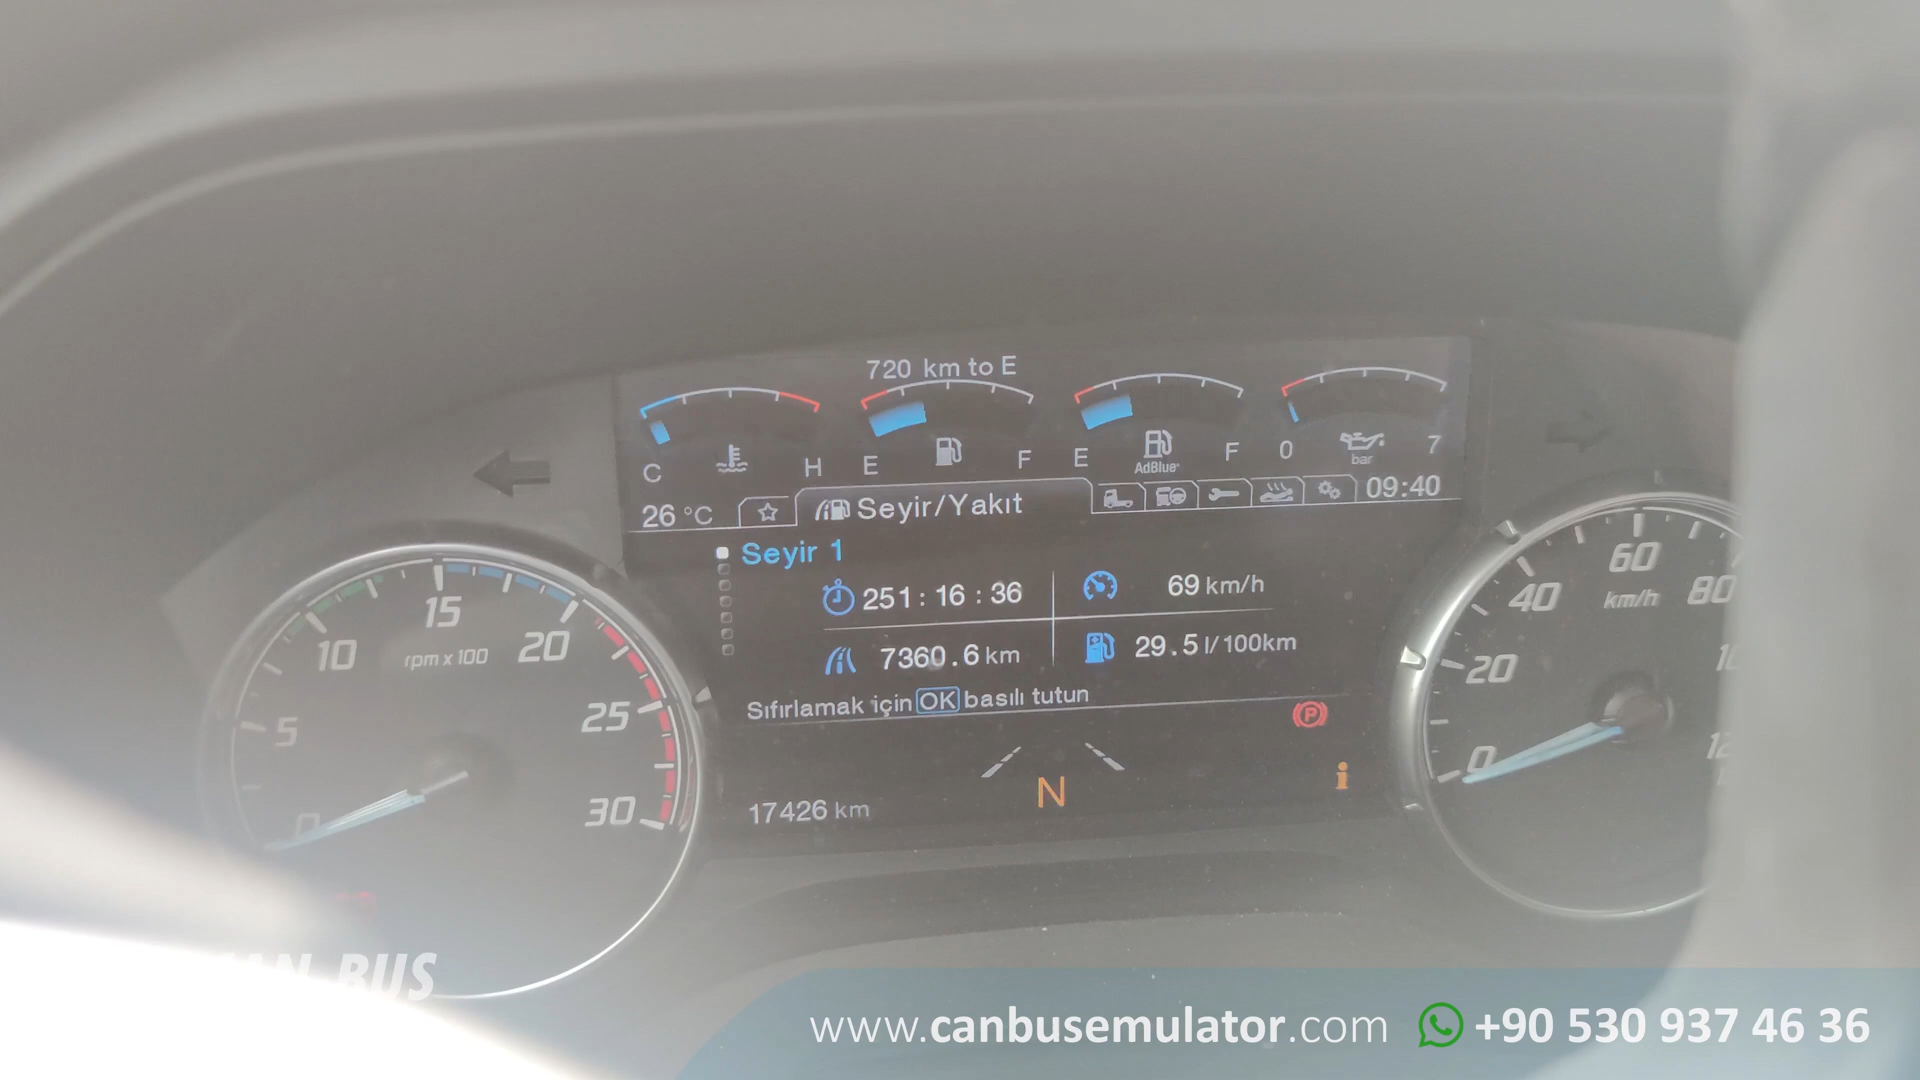 720 km to E
C H E F E F 0 7
AdBlue
bar
26 °C Seyir/Yakıt 09:40
Seyir 1
251:16:36 69 km/h
7360.6 km 29.5 l/100km
Sıfırlamak için OK basılı tutun
P
N i
17426 km
0 5 10 15 20 25 30
rpm x 100
0 20 40 60 80
km/h
BUS
www.canbusemulator.com +90 530 937 46 36